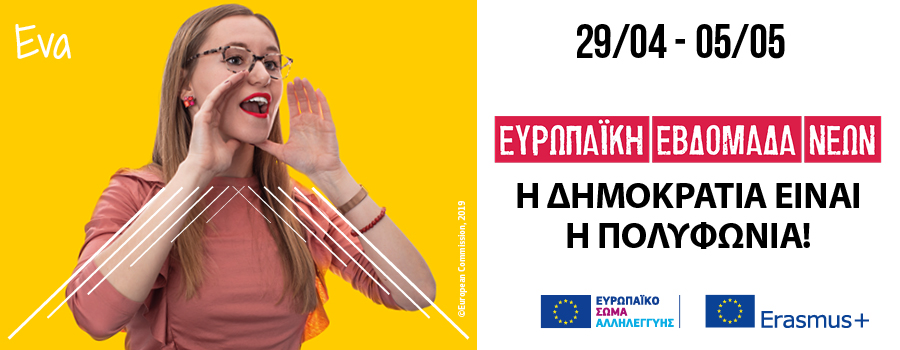 Eva
©European Commission, 2019
29/04 - 05/05
ΕΥΡΩΠΑΪΚΗ ΕΒΔΟΜΑΔΑ ΝΕΩΝ
Η ΔΗΜΟΚΡΑΤΙΑ ΕΙΝΑΙ
Η ΠΟΛΥΦΩΝΙΑ!
ΕΥΡΩΠΑΪΚΟ
ΣΩΜΑ
ΑΛΛΗΛΕΓΓΥΗΣ
Erasmus+